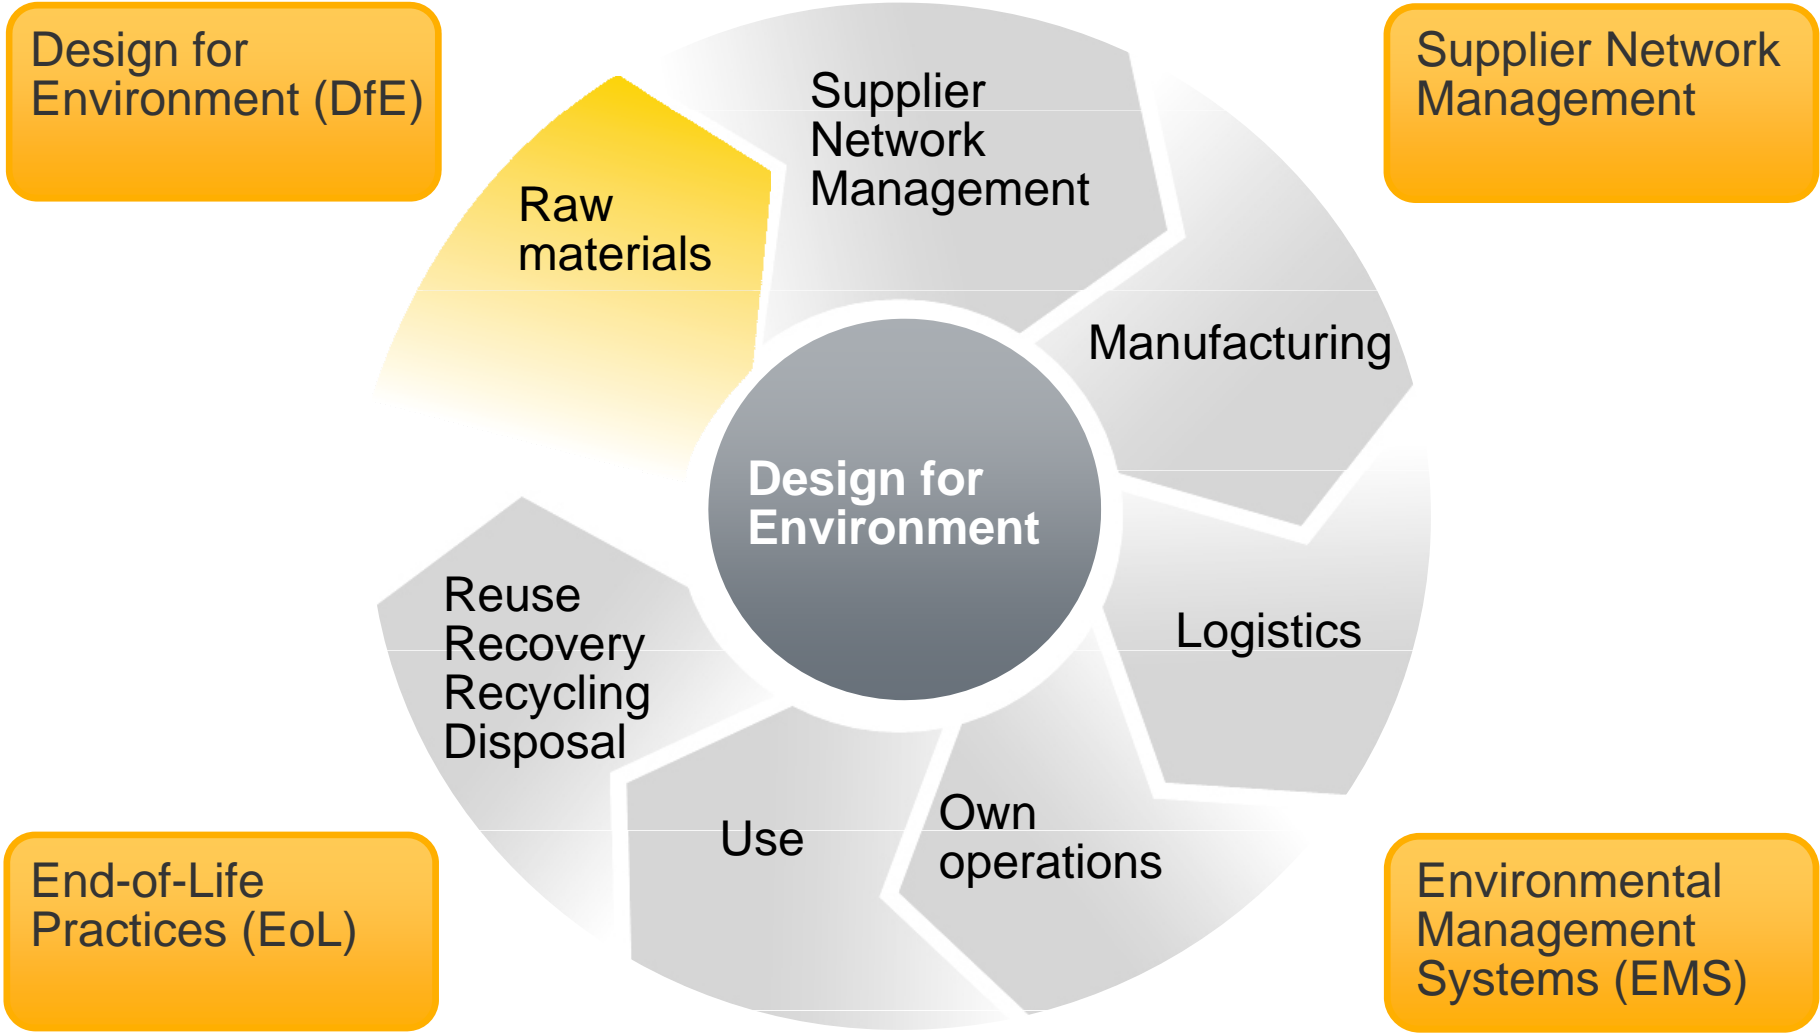 Design for
Environment (DfE)
Supplier Network
Management
Supplier
Network
Management
Raw
materials
Manufacturing
Design for
Environment
Logistics
Reuse
Recovery
Recycling
Disposal
Own
operations
Use
End-of-Life
Practices (EoL)
Environmental
Management
Systems (EMS)